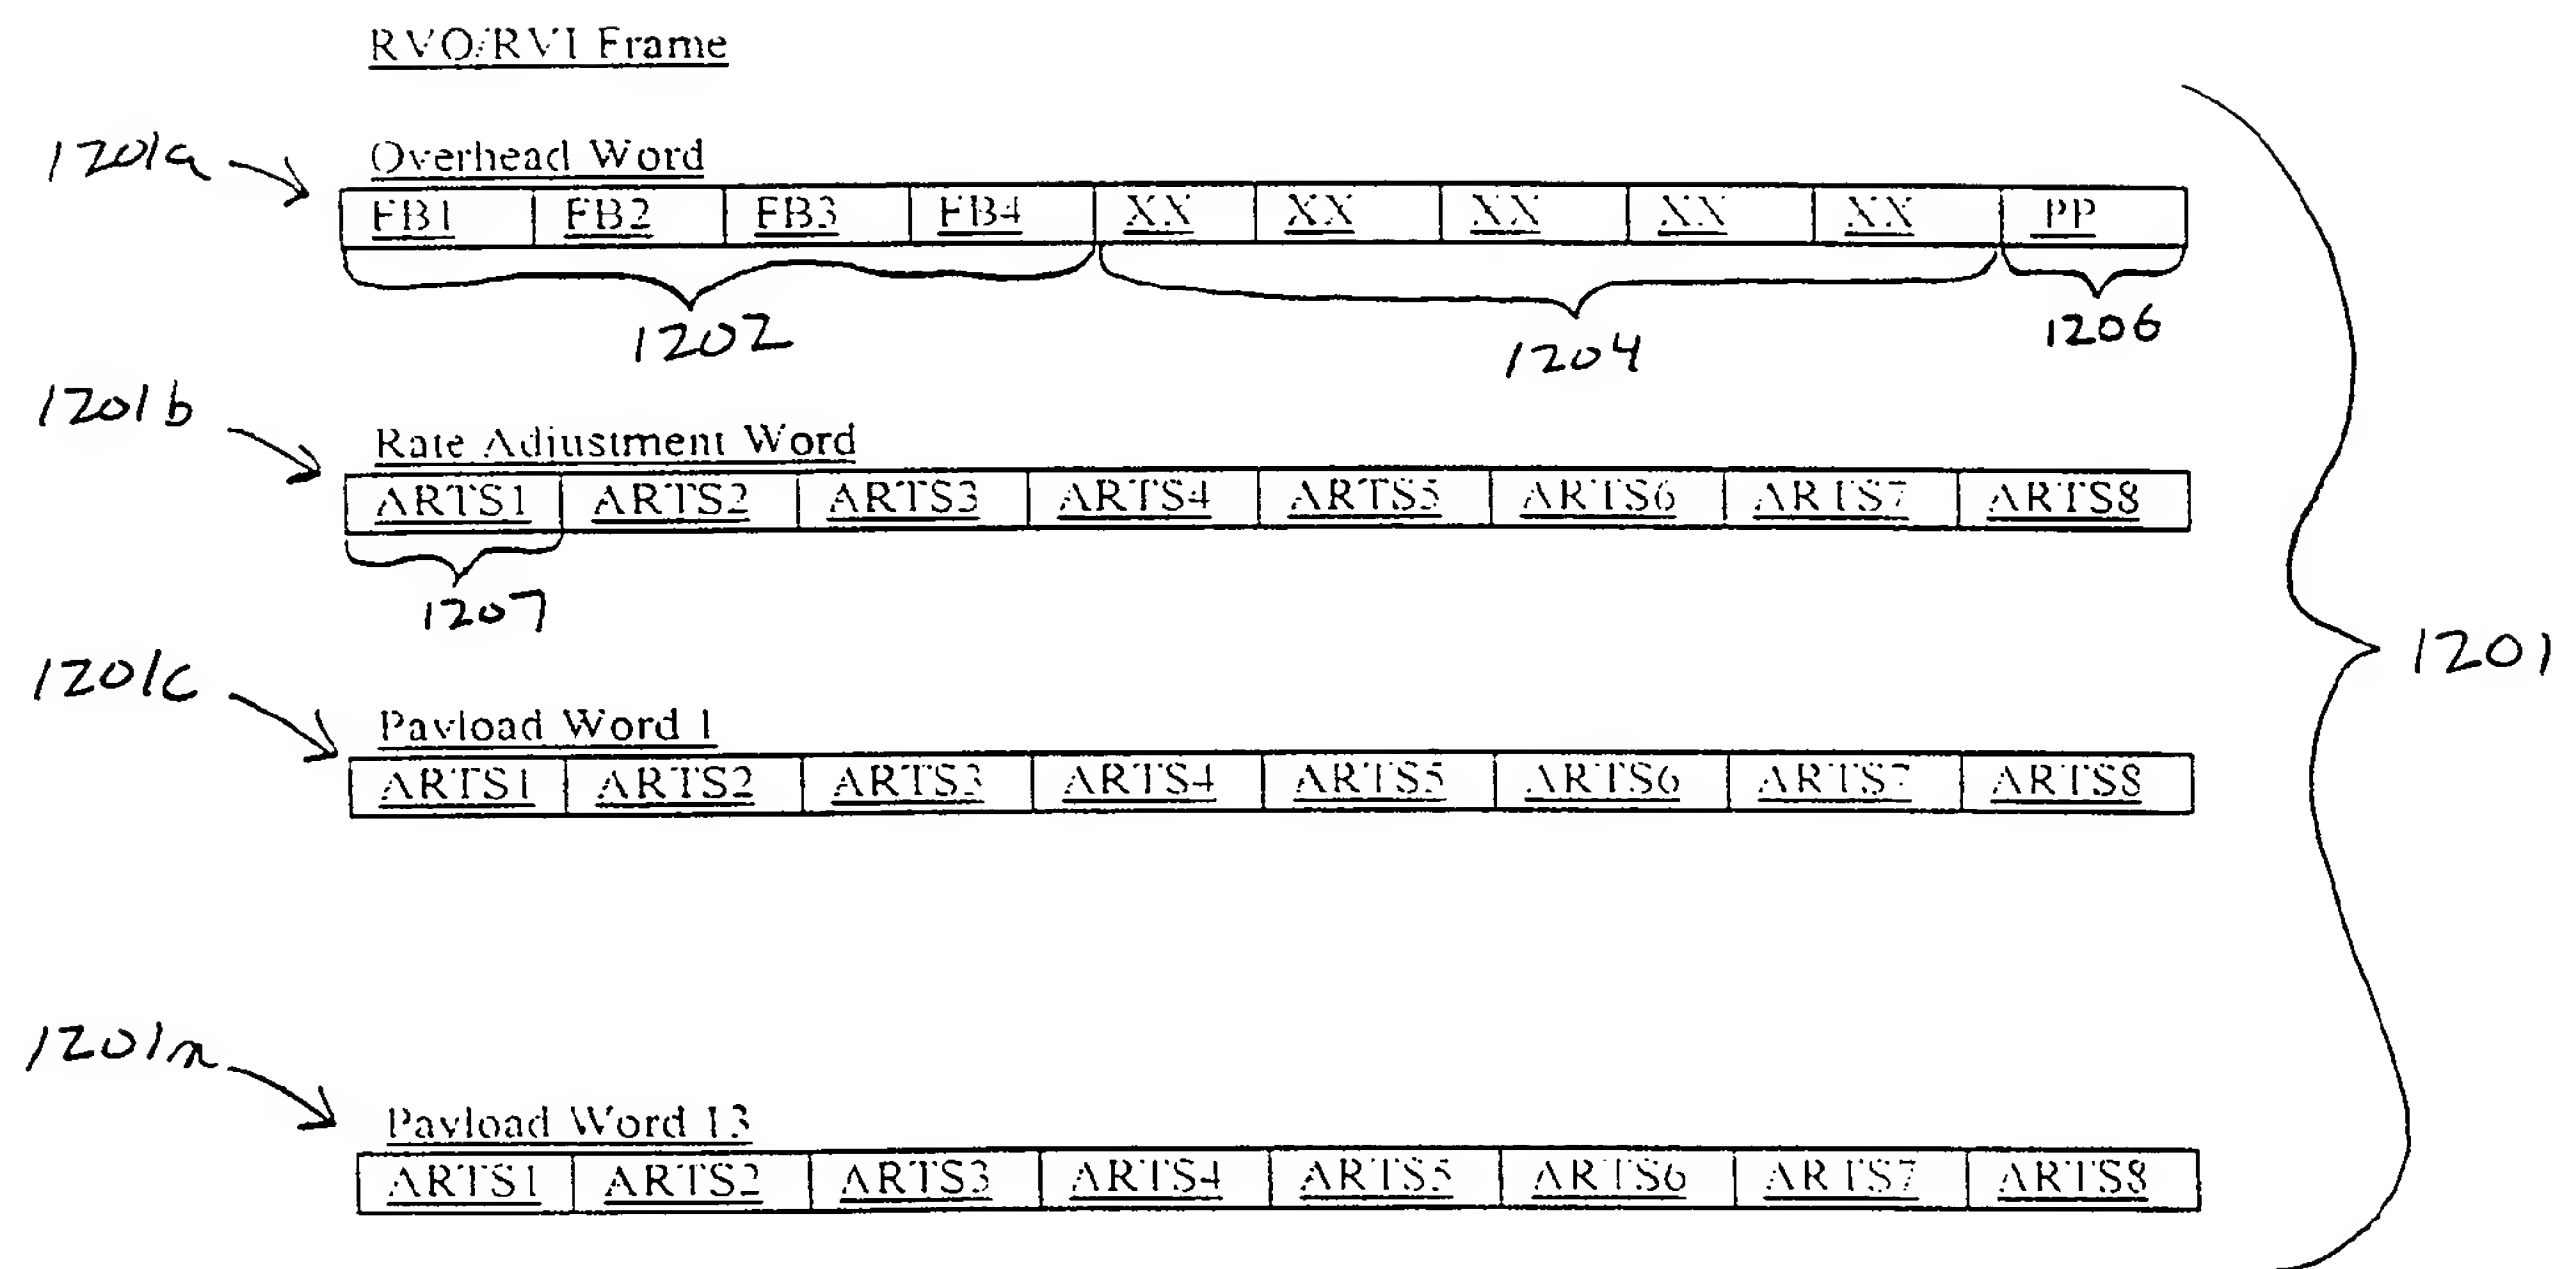 RVO/RVI Frame
1201a
Overhead Word
FB1 FB2 FB3 FB4 XX XX XX XX XX PP
1202
1204
1206
1201b
Rate Adjustment Word
ARTS1 ARTS2 ARTS3 ARTS4 ARTS5 ARTS6 ARTS7 ARTS8
1207
1201
1201c
Payload Word 1
ARTS1 ARTS2 ARTS3 ARTS4 ARTS5 ARTS6 ARTS7 ARTS8
1201n
Payload Word 13
ARTS1 ARTS2 ARTS3 ARTS4 ARTS5 ARTS6 ARTS7 ARTS8